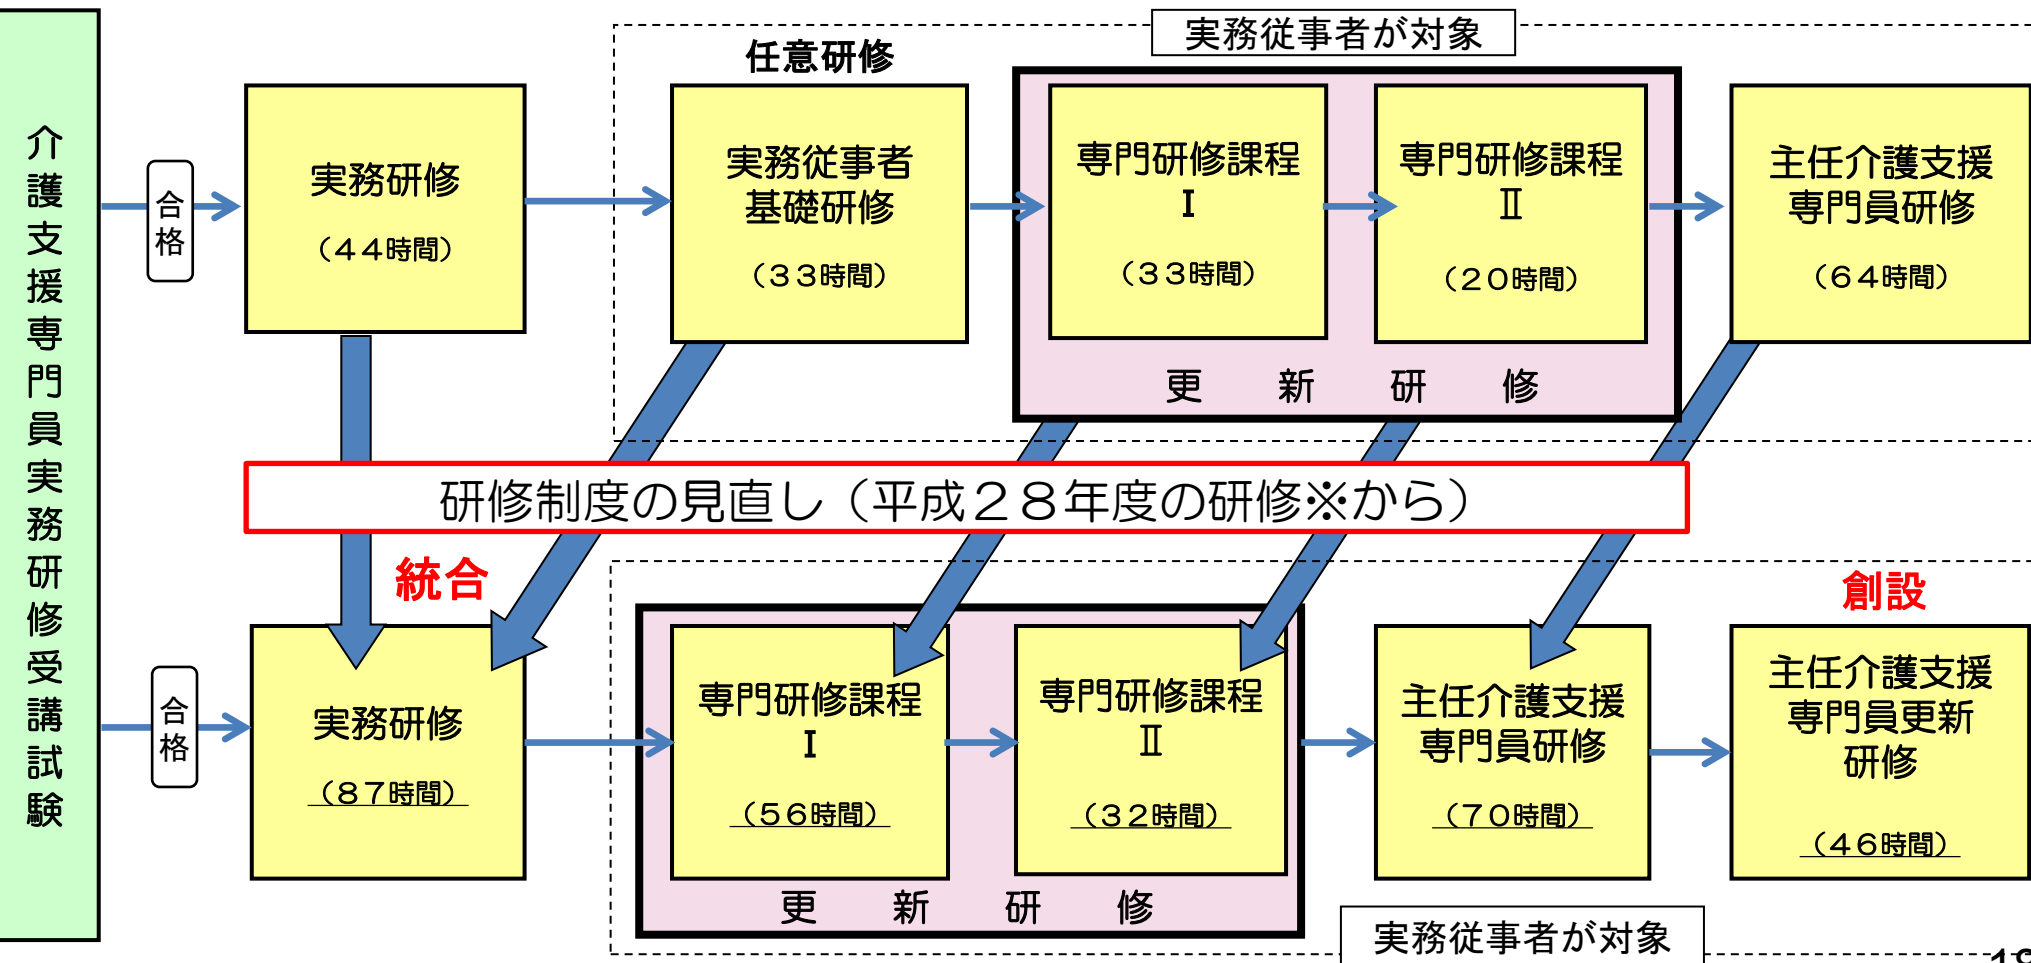 介護支援専門員実務研修受講試験
実務従事者が対象
任意研修
合格
実務研修
（４４時間）
実務従事者
基礎研修
（３３時間）
専門研修課程
Ⅰ
（３３時間）
専門研修課程
Ⅱ
（２０時間）
更新研修
主任介護支援
専門員研修
（６４時間）
研修制度の見直し（平成２８年度の研修※から）
統合
創設
合格
実務研修
（８７時間）
専門研修課程
Ⅰ
（５６時間）
専門研修課程
Ⅱ
（３２時間）
更新研修
主任介護支援
専門員研修
（７０時間）
主任介護支援
専門員更新
研修
（４６時間）
実務従事者が対象